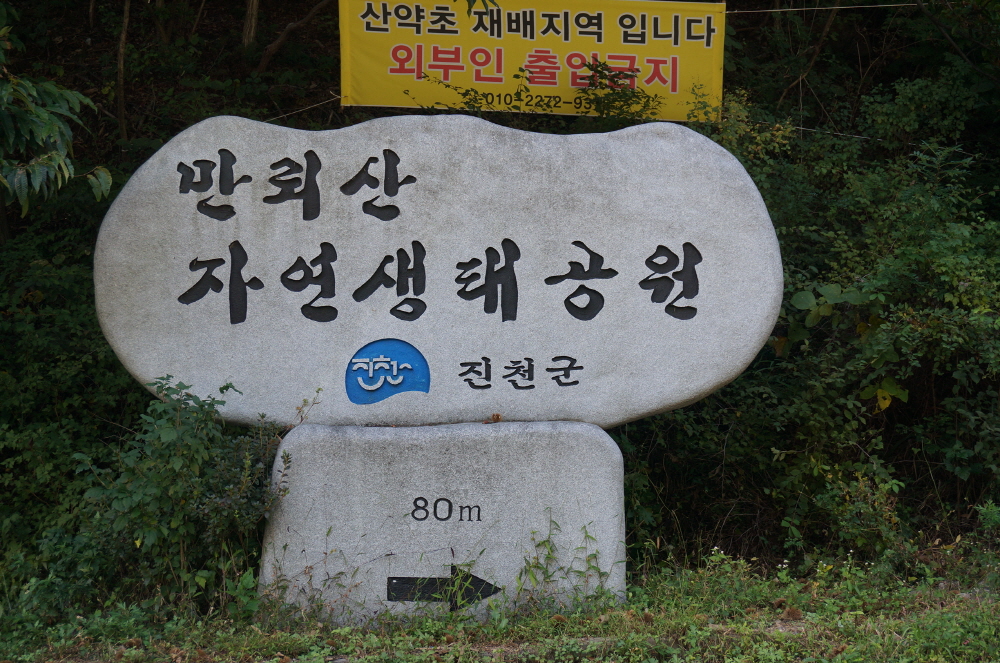 산약초 재배지역 입니다
외부인 출입금지
만뢰산
자연생태공원
진천
진천군
80m